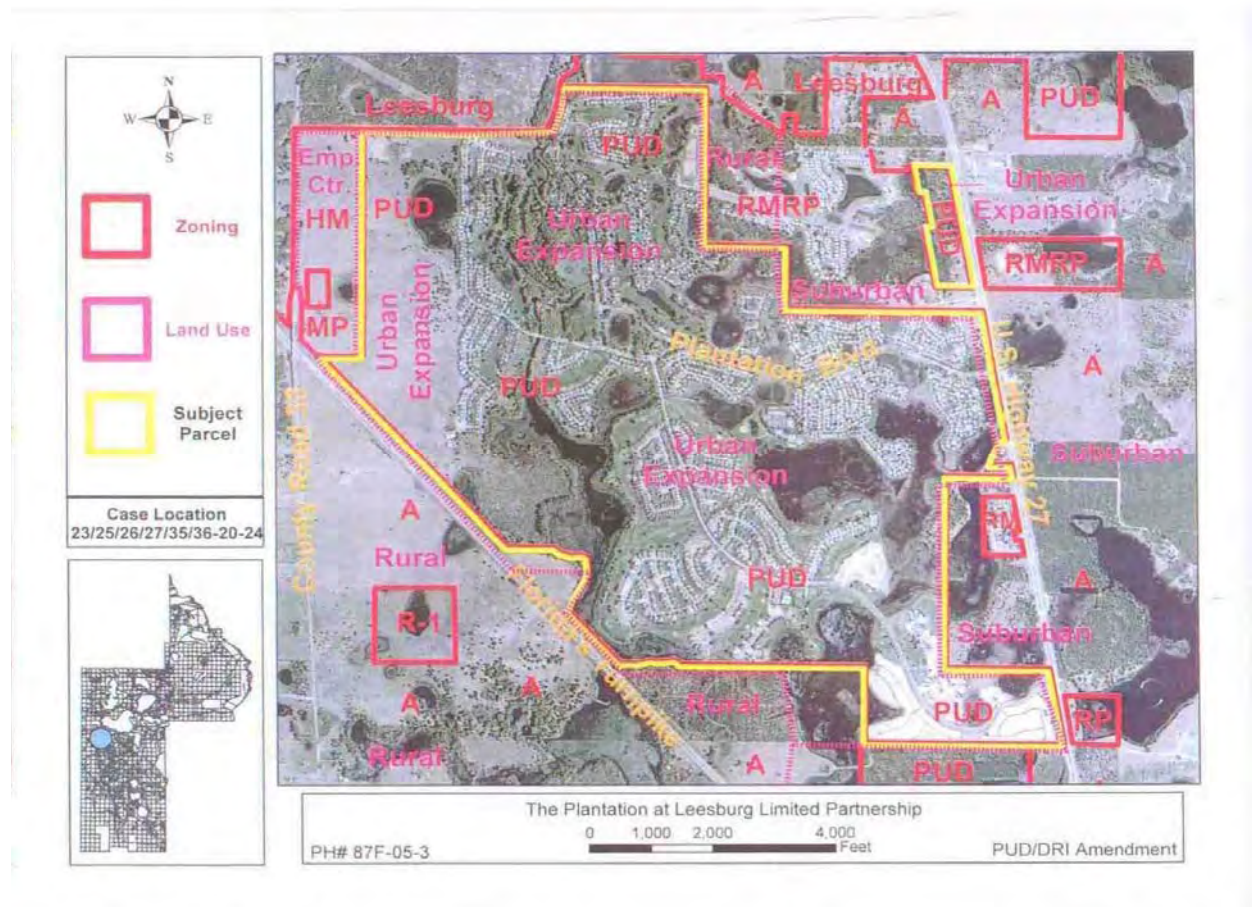 N
W E
S
Zoning
Land Use
Subject
Parcel
Case Location
23/25/26/27/35/36-20-24
Leesburg
A
Leesburg
A
A
PUD
Emp.
Ctr.
HM
PUD
PUD
Rural
RMRP
Urban
Expansion
Urban
Expansion
PUD
RMRP
A
MP
Urban
Expansion
Suburban
Plantation Blvd
PUD
A
U.S. Highway 27
County Road 33
Urban
Expansion
Suburban
RM
A
Rural
R-1
PUD
A
Suburban
Florida's Turnpike
A
A
Rural
PUD
RP
Rural
A
PUD
The Plantation at Leesburg Limited Partnership
0 1,000 2,000 4,000
Feet
PH# 87F-05-3
PUD/DRI Amendment